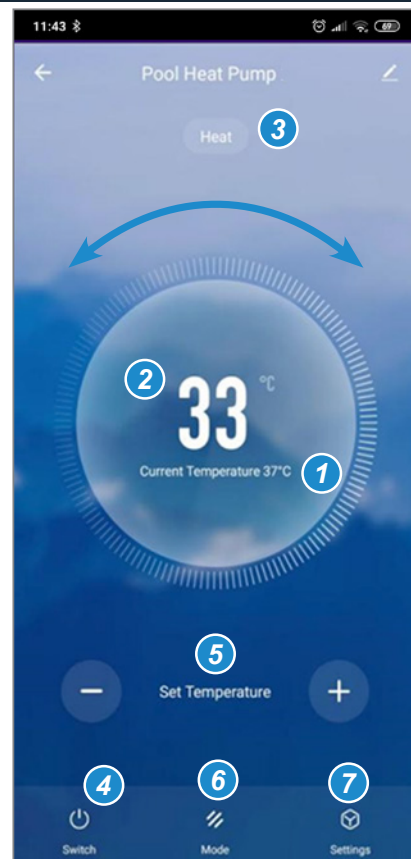 11:43 69
Pool Heat Pump
Heat 3
2
33 °C
Current Temperature 37°C 1
5
− Set Temperature +
4 6 7
Switch Mode Settings